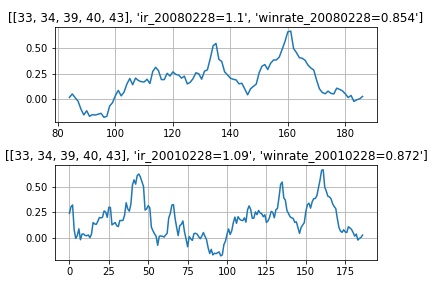 [[33, 34, 39, 40, 43], 'ir_20080228=1.1', 'winrate_20080228=0.854']
0.50
0.25
0.00
80 100 120 140 160 180
[[33, 34, 39, 40, 43], 'ir_20010228=1.09', 'winrate_20010228=0.872']
0.50
0.25
0.00
0 25 50 75 100 125 150 175